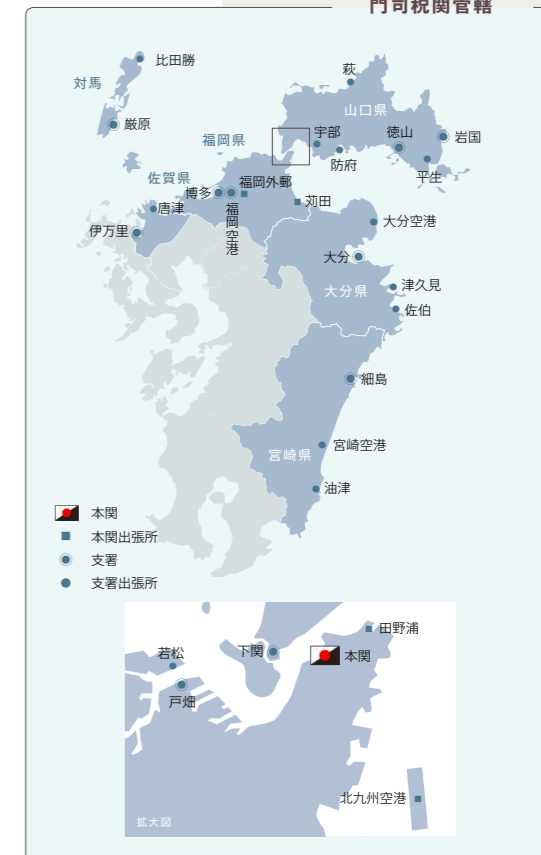 門司税関管轄
比田勝
対馬
厳原
萩
山口県
福岡県
宇部
徳山
岩国
防府
平生
佐賀県
博多
福岡外郵
福岡空港
唐津
苅田
伊万里
大分空港
大分
大分県
津久見
佐伯
細島
宮崎県
宮崎空港
油津
本関
本関出張所
支署
支署出張所
田野浦
若松
下関
本関
戸畑
北九州空港
拡大図